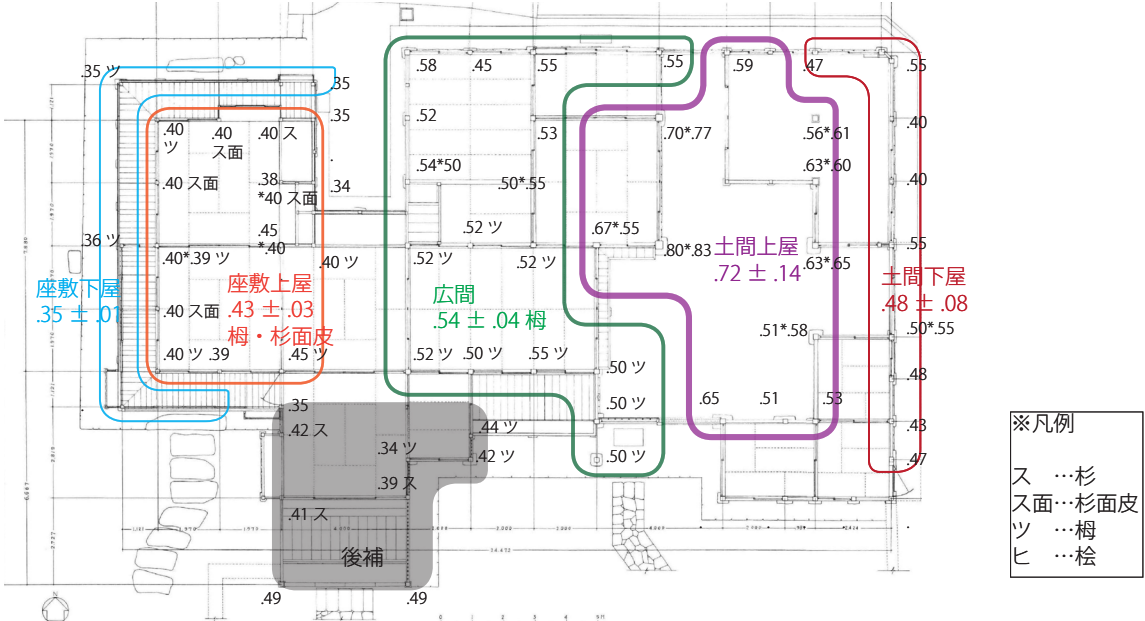 .58
.45
.55
.55
.59
.47
.55
.35 ツ
.35
.35
.40
ツ
.40
ス面
.40 ス
.52
.53
.70*.77
.56*.61
.40
.63*.60
.40 ス面
.38
*.40 ス面
.34
.54*50
.50*.55
.40
.45
*.40
.52 ツ
.67*.55
.36 ツ
.40*.39 ツ
.40 ツ
.52 ツ
.52 ツ
.80*.83
土間上屋
.72 ± .14
.63*.65
.55
座敷下屋
.35 ± .01
座敷上屋
.43 ± .03
栂・杉面皮
.40 ス面
広間
.54 ± .04 栂
土間下屋
.48 ± .08
.51*.58
.50*.55
.40 ツ
.39
.45 ツ
.52 ツ
.50 ツ
.55 ツ
.50 ツ
.48
.35
.50 ツ
.65
.51
.53
.42 ス
.44 ツ
.43
.34 ツ
.42 ツ
.50 ツ
.47
.39 ス
.41 ス
後補
.49
.49
N
※凡例
ス …杉
ス面…杉面皮
ツ …栂
ヒ …桧